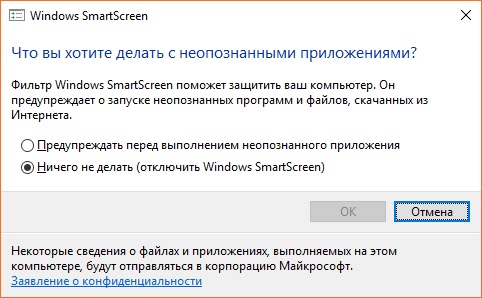 Windows SmartScreen
Что вы хотите делать с неопознанными приложениями?
Фильтр Windows SmartScreen поможет защитить ваш компьютер. Он
предупреждает о запуске неопознанных программ и файлов, скачанных из
Интернета.
Предупреждать перед выполнением неопознанного приложения
Ничего не делать (отключить Windows SmartScreen)
ОК
Отмена
Некоторые сведения о файлах и приложениях, выполняемых на этом
компьютере, будут отправляться в корпорацию Майкрософт.
Заявление о конфиденциальности